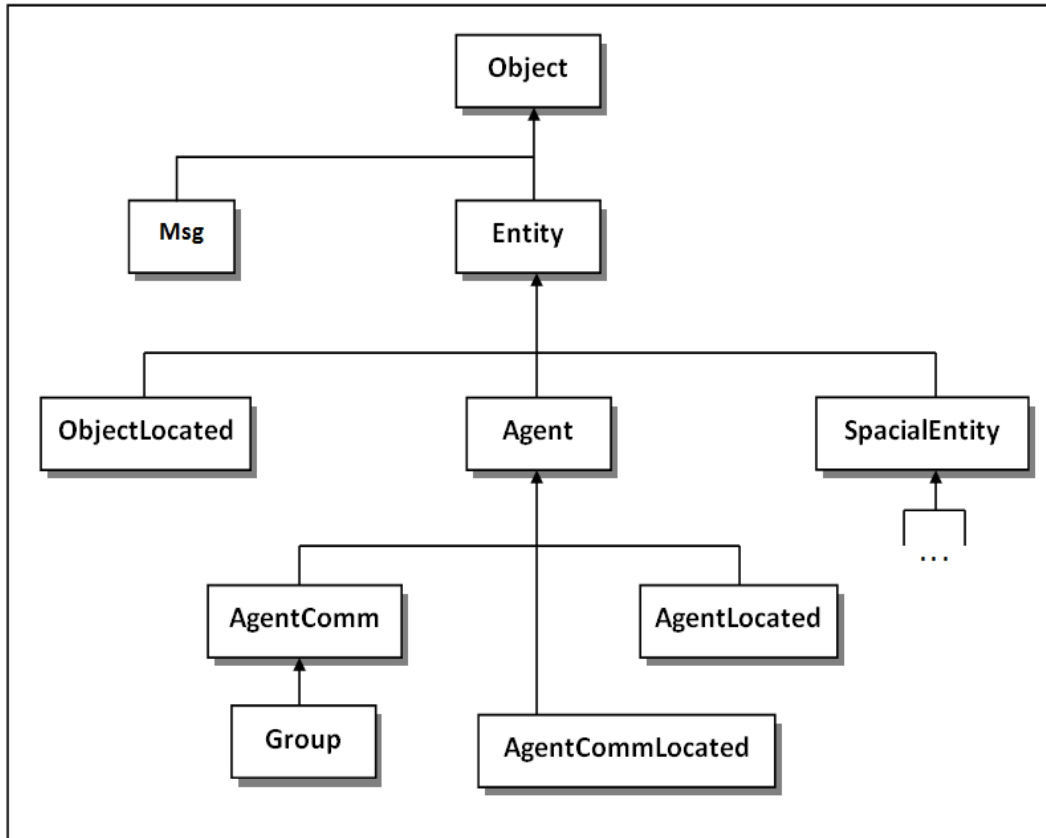 Object
Msg
Entity
ObjectLocated
Agent
SpacialEntity
...
AgentComm
AgentLocated
Group
AgentCommLocated